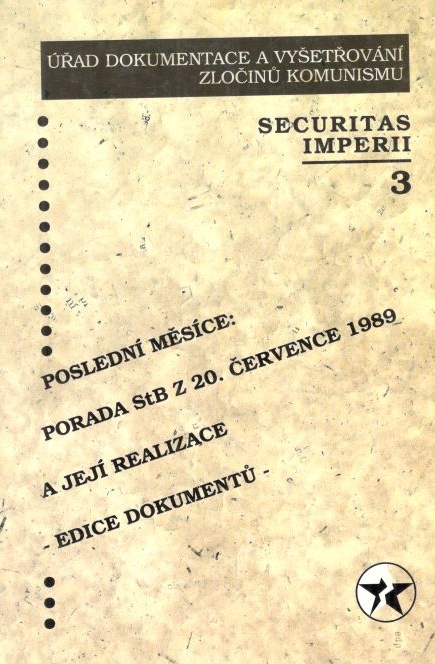 ÚŘAD DOKUMENTACE A VYŠETŘOVÁNÍ
ZLOČINŮ KOMUNISMU
SECURITAS
IMPERII
3
POSLEDNÍ MĚSÍCE:
PORADA StB Z 20. ČERVENCE 1989
A JEJÍ REALIZACE
- EDICE DOKUMENTŮ -
dpa